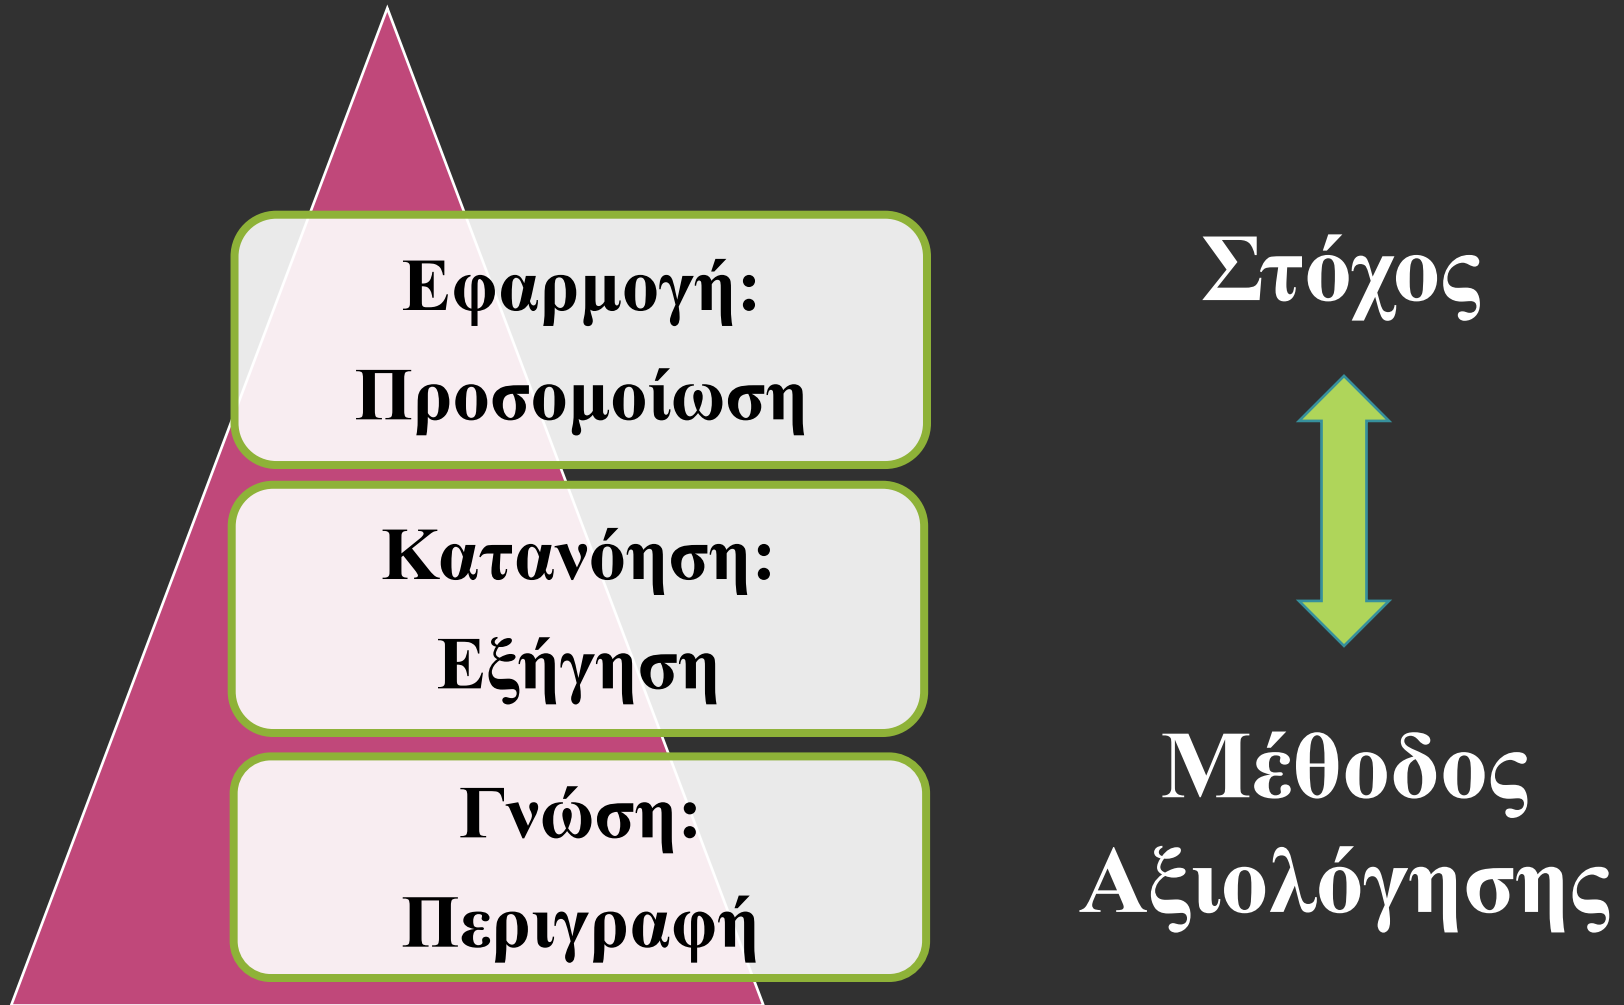 Εφαρμογή:
Προσομοίωση
Κατανόηση:
Εξήγηση
Γνώση:
Περιγραφή
Στόχος
Μέθοδος
Αξιολόγησης